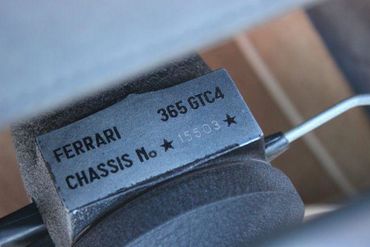 FERRARI 365 GTC4
CHASSIS No ★ 15503 ★